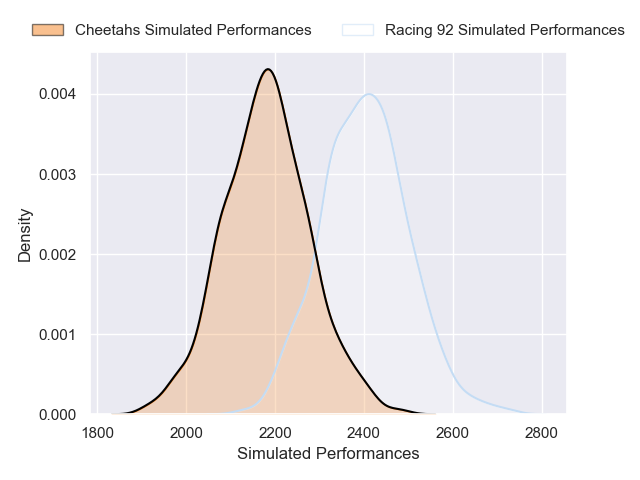 Cheetahs Simulated Performances
Racing 92 Simulated Performances
Density
0.004
0.003
0.002
0.001
0.000
1800
2000
2200
2400
2600
2800
Simulated Performances